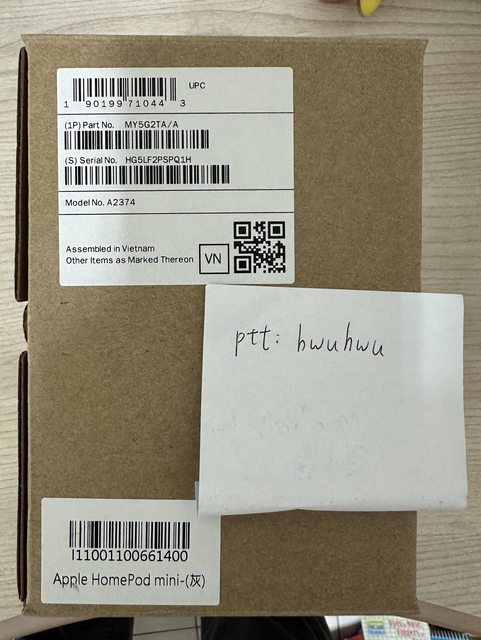 UPC
1 90199 71044 3
(1P) Part No. MY5G2TA/A
(S) Serial No. HG5LF2PSPQ1H
Model No. A2374
Assembled in Vietnam
Other Items as Marked Thereon
VN
ptt: hwuhwu
I11001100661400
Apple HomePod mini-(灰)